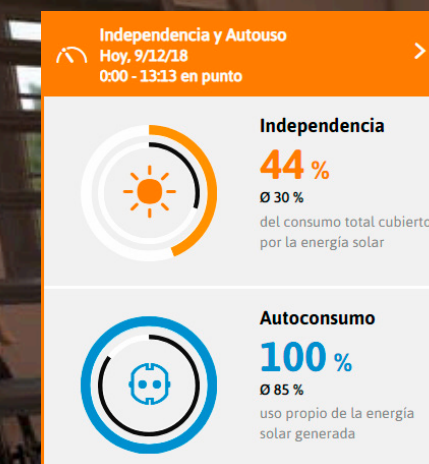 Independencia y Autouso
Hoy, 9/12/18
0:00 - 13:13 en punto
Independencia
44 %
Ø 30 %
del consumo total cubierto
por la energía solar
Autoconsumo
100 %
Ø 85 %
uso propio de la energía
solar generada